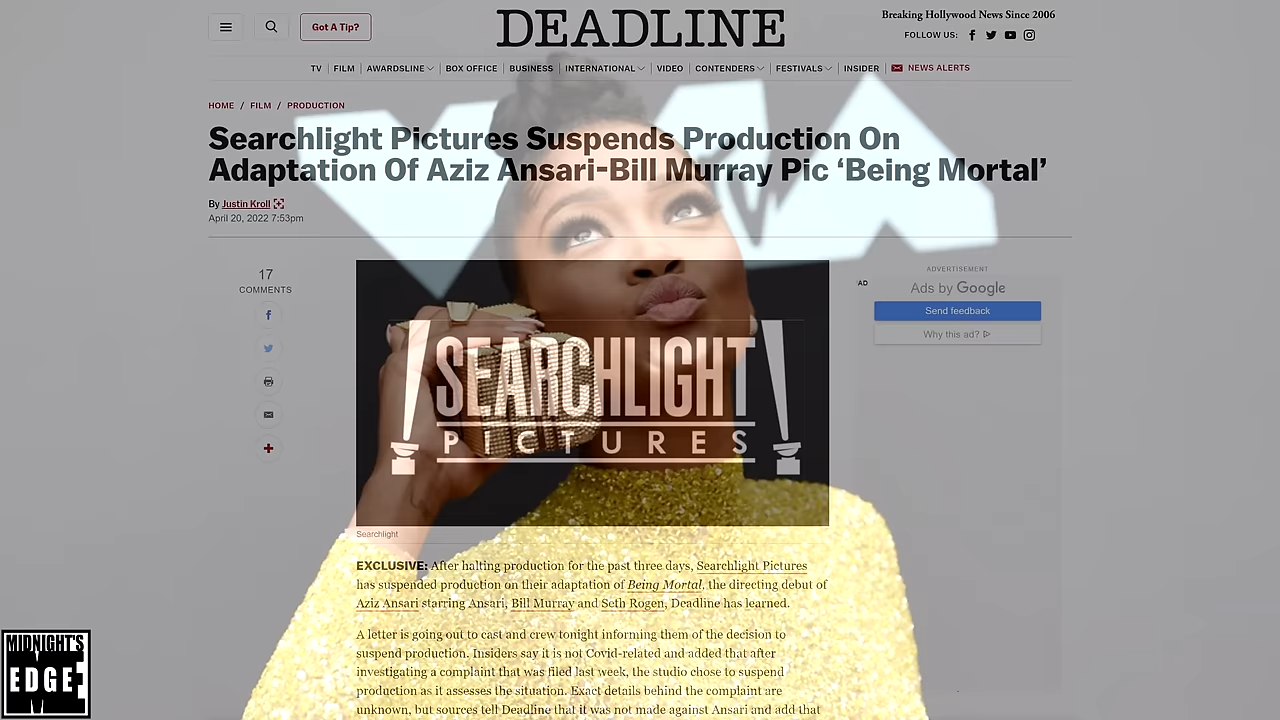 Got A Tip?
DEADLINE
Breaking Hollywood News Since 2006
FOLLOW US:
TV FILM AWARDSLINE BOX OFFICE BUSINESS INTERNATIONAL VIDEO CONTENDERS FESTIVALS INSIDER NEWS ALERTS
HOME / FILM / PRODUCTION
Searchlight Pictures Suspends Production On
Adaptation Of Aziz Ansari-Bill Murray Pic ‘Being Mortal’
By Justin Kroll
April 20, 2022 7:53pm
17
COMMENTS
SEARCHLIGHT
PICTURES
AD
ADVERTISEMENT
Ads by Google
Send feedback
Why this ad?
Searchlight
EXCLUSIVE: After halting production for the past three days, Searchlight Pictures
has suspended production on their adaptation of Being Mortal, the directing debut of
Aziz Ansari starring Ansari, Bill Murray and Seth Rogen, Deadline has learned.
A letter is going out to cast and crew tonight informing them of the decision to
suspend production. Insiders say it is not Covid-related and added that after
investigating a complaint that was filed last week, the studio chose to suspend
production as it assesses the situation. Exact details behind the complaint are
unknown, but sources tell Deadline that it was not made against Ansari and add that
MIDNIGHT'S
EDGE